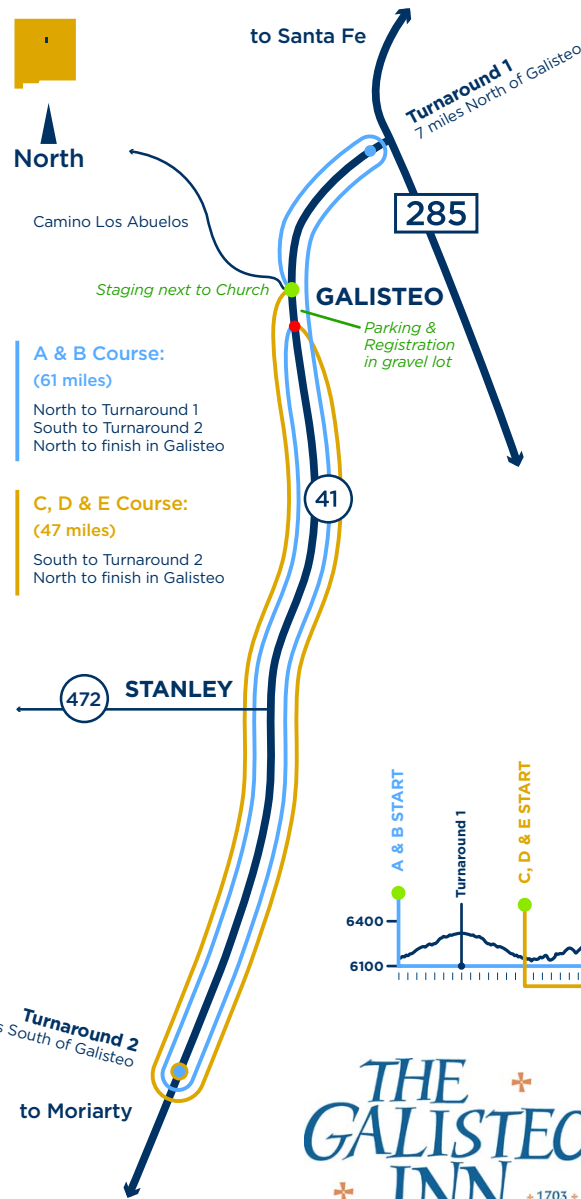 to Santa Fe
Turnaround 1
7 miles North of Galisteo
North
285
Camino Los Abuelos
Staging next to Church
GALISTEO
Parking &
Registration
in gravel lot
A & B Course:
(61 miles)
North to Turnaround 1
South to Turnaround 2
North to finish in Galisteo
41
C, D & E Course:
(47 miles)
South to Turnaround 2
North to finish in Galisteo
472
STANLEY
A & B START
Turnaround 1
C, D & E START
6400
6100
Turnaround 2
South of Galisteo
to Moriarty
THE
GALISTEO
INN
1703